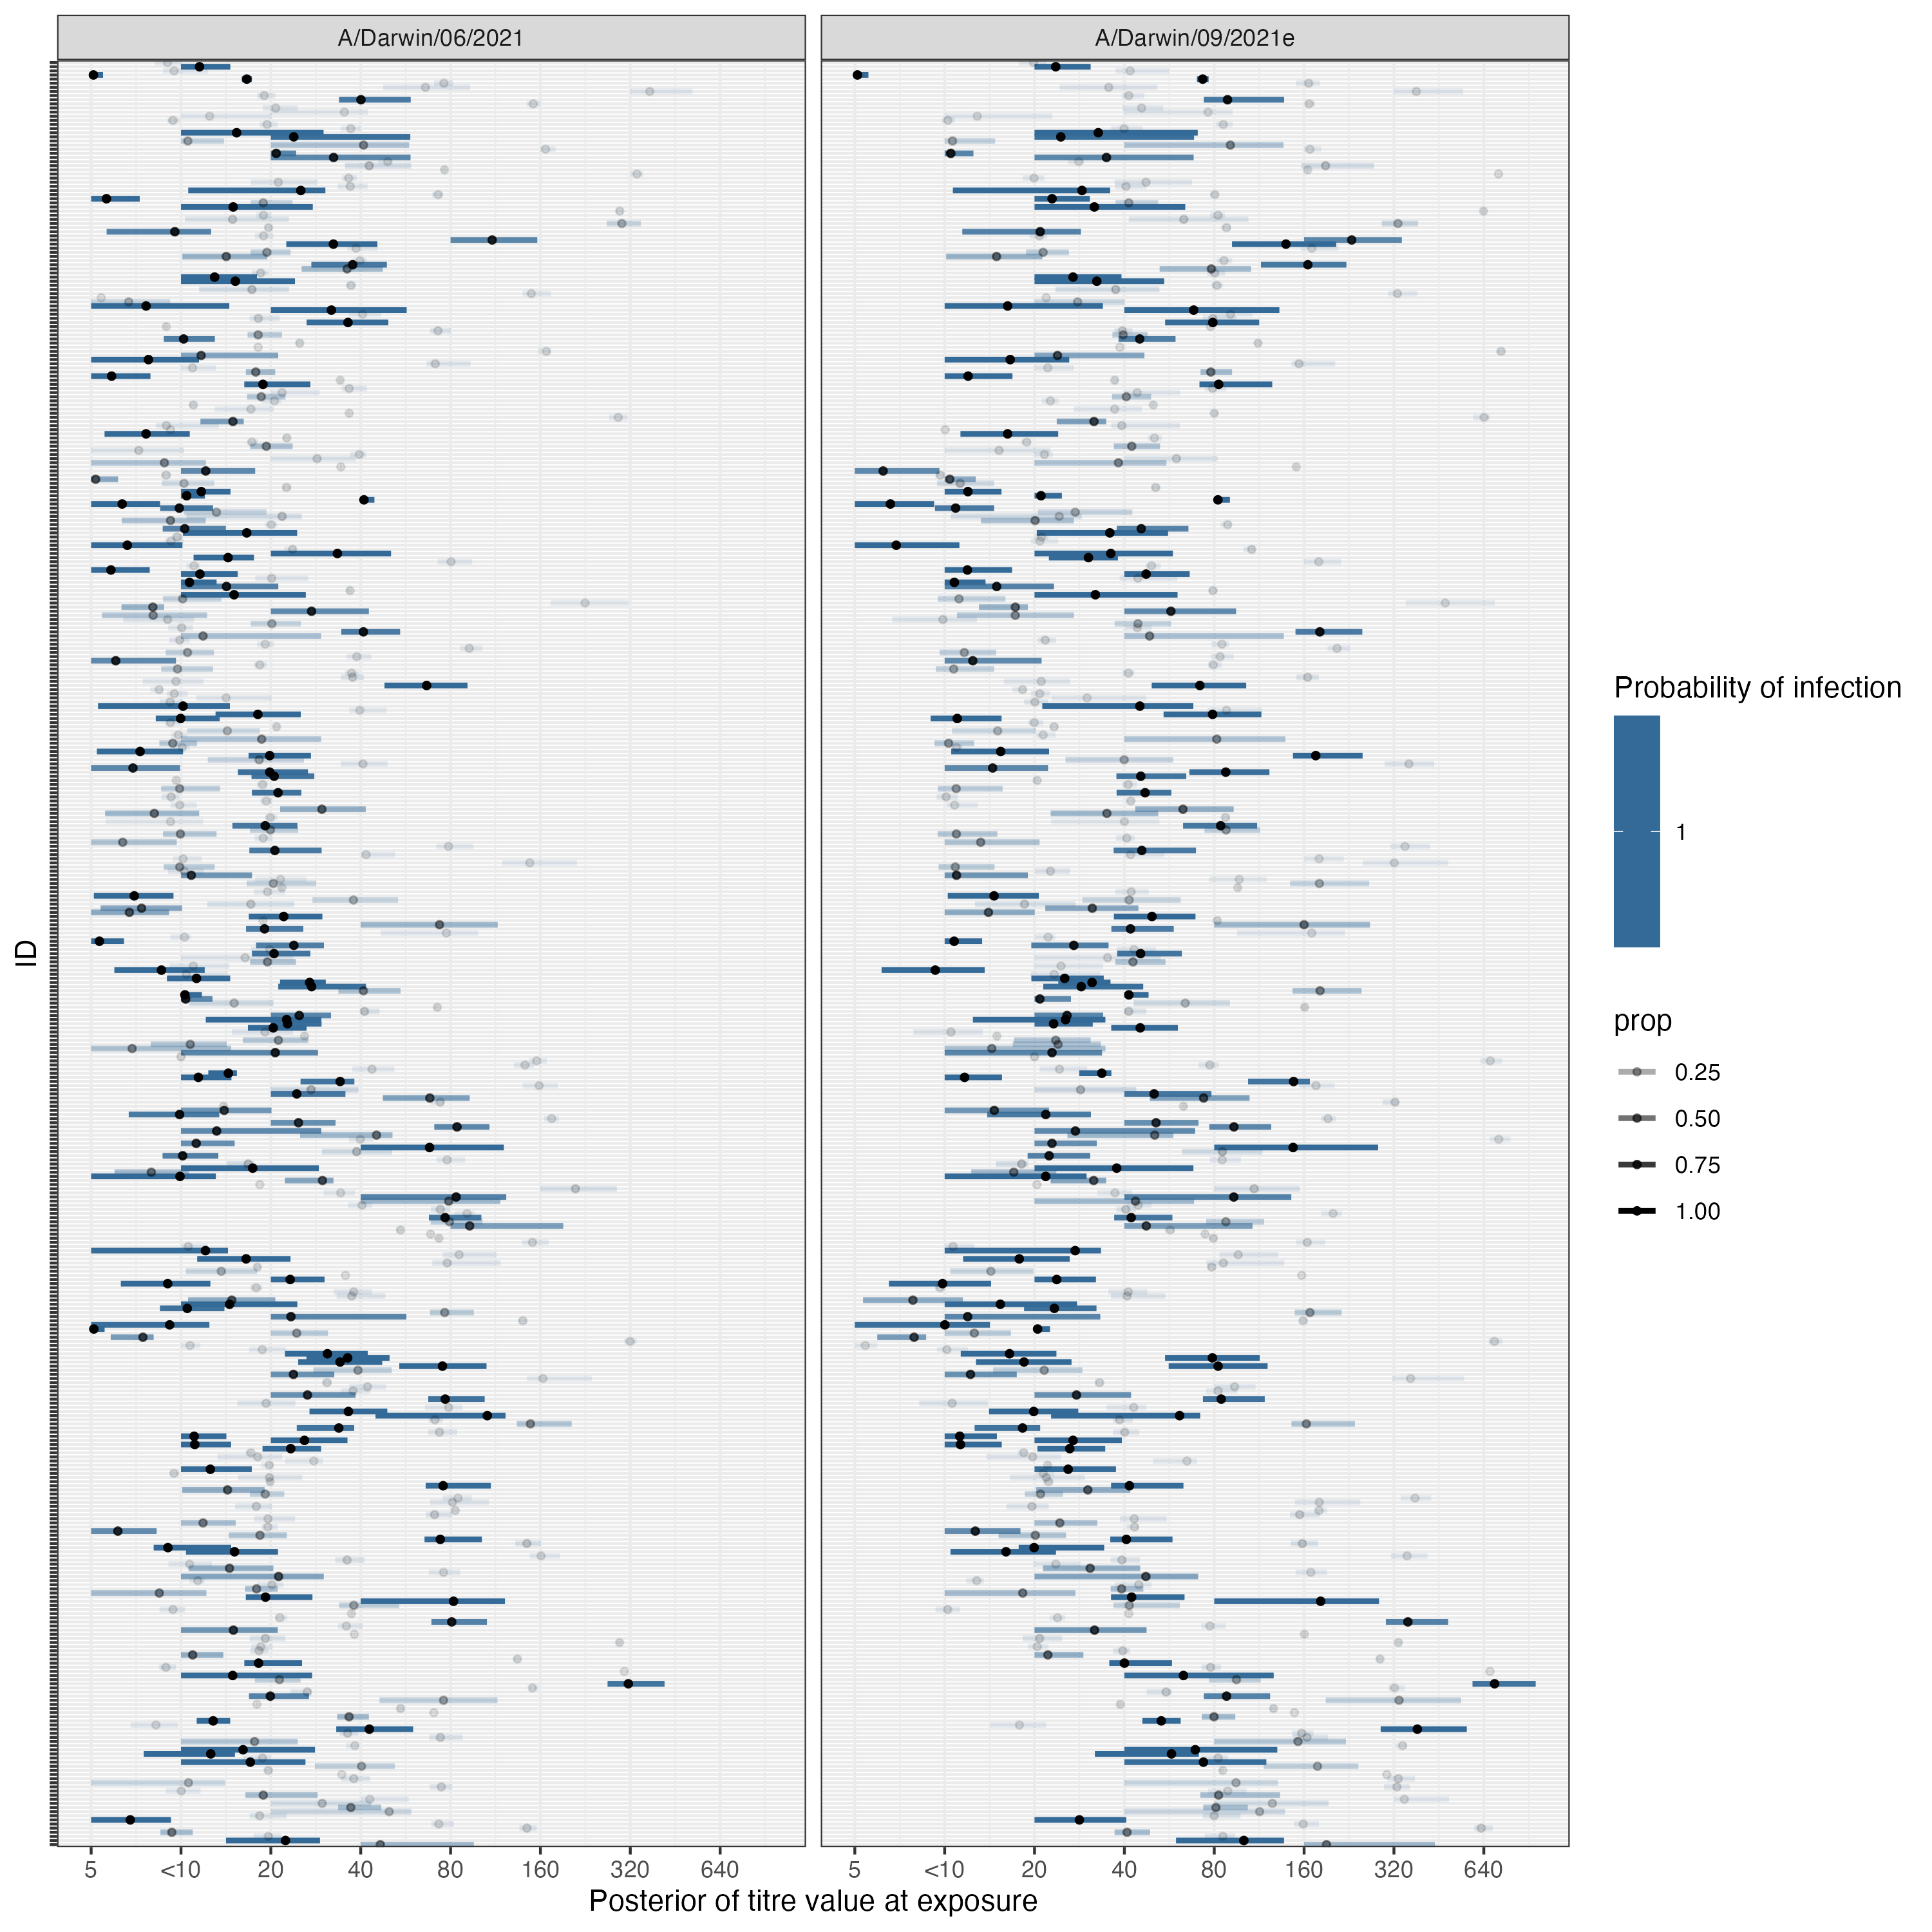 A/Darwin/06/2021
A/Darwin/09/2021e
ID
5 <10 20 40 80 160 320 640
5 <10 20 40 80 160 320 640
Posterior of titre value at exposure
Probability of infection
1
prop
0.25
0.50
0.75
1.00